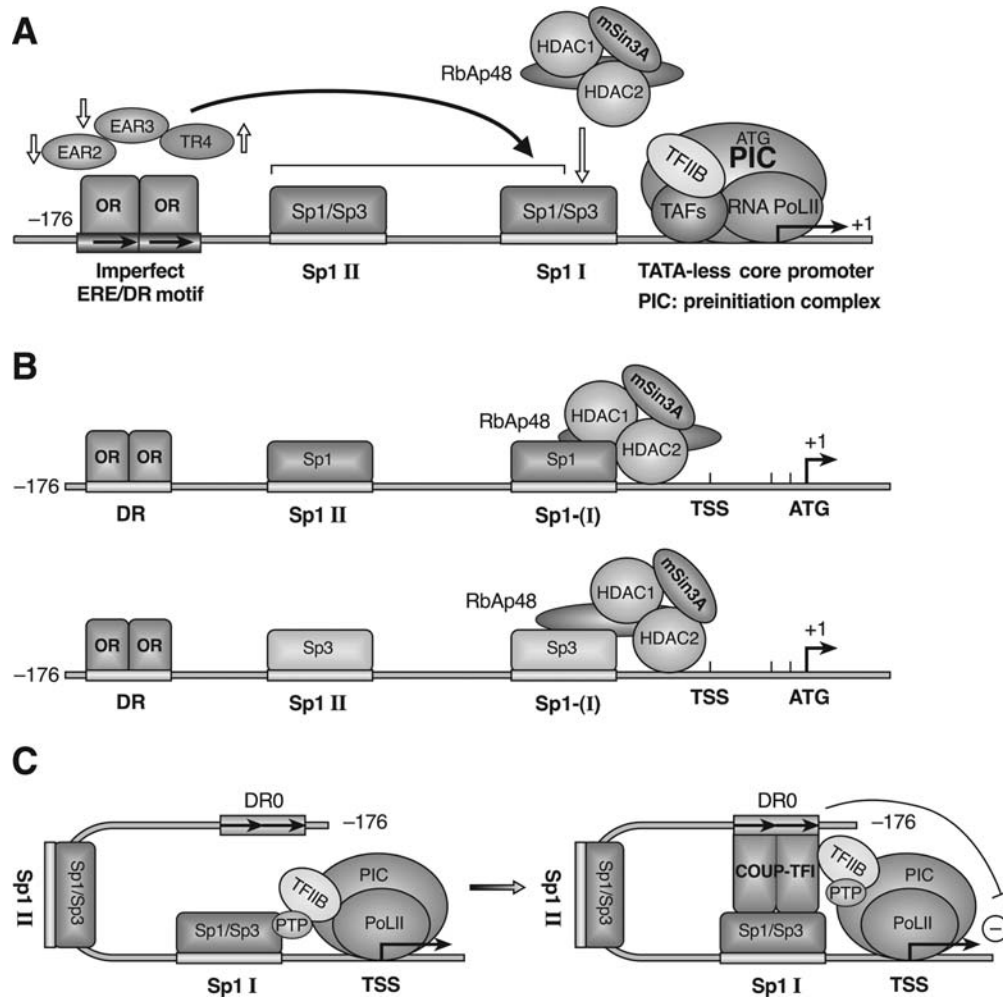 A
HDAC1
mSin3A
RbAp48
HDAC2
EAR3
EAR2
TR4
ATG
PIC
TFIIB
OR OR
Sp1/Sp3
Sp1/Sp3
TAFs
RNA PoLII
–176
+1
Imperfect
ERE/DR motif
Sp1 II
Sp1 I
TATA-less core promoter
PIC: preinitiation complex
B
mSin3A
HDAC1
RbAp48
HDAC2
OR OR
Sp1
Sp1
+1
–176
DR
Sp1 II
Sp1-(I)
TSS
ATG
mSin3A
HDAC1
RbAp48
HDAC2
OR OR
Sp3
Sp3
+1
–176
DR
Sp1 II
Sp1-(I)
TSS
ATG
C
DR0
–176
Sp1 II
Sp1/Sp3
TFIIB
PIC
PTP
PoLII
Sp1/Sp3
Sp1 I
TSS
DR0
–176
Sp1 II
Sp1/Sp3
COUP-TFI
TFIIB
PIC
PTP
PoLII
Sp1/Sp3
–
Sp1 I
TSS